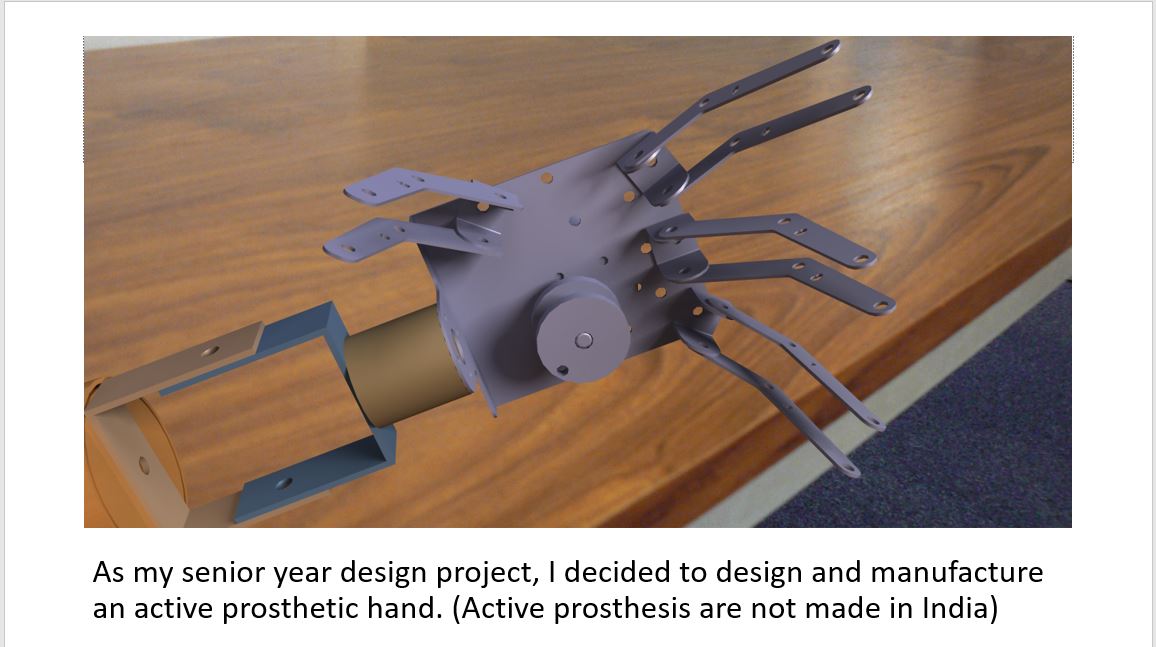 As my senior year design project, I decided to design and manufacture
an active prosthetic hand. (Active prosthesis are not made in India)